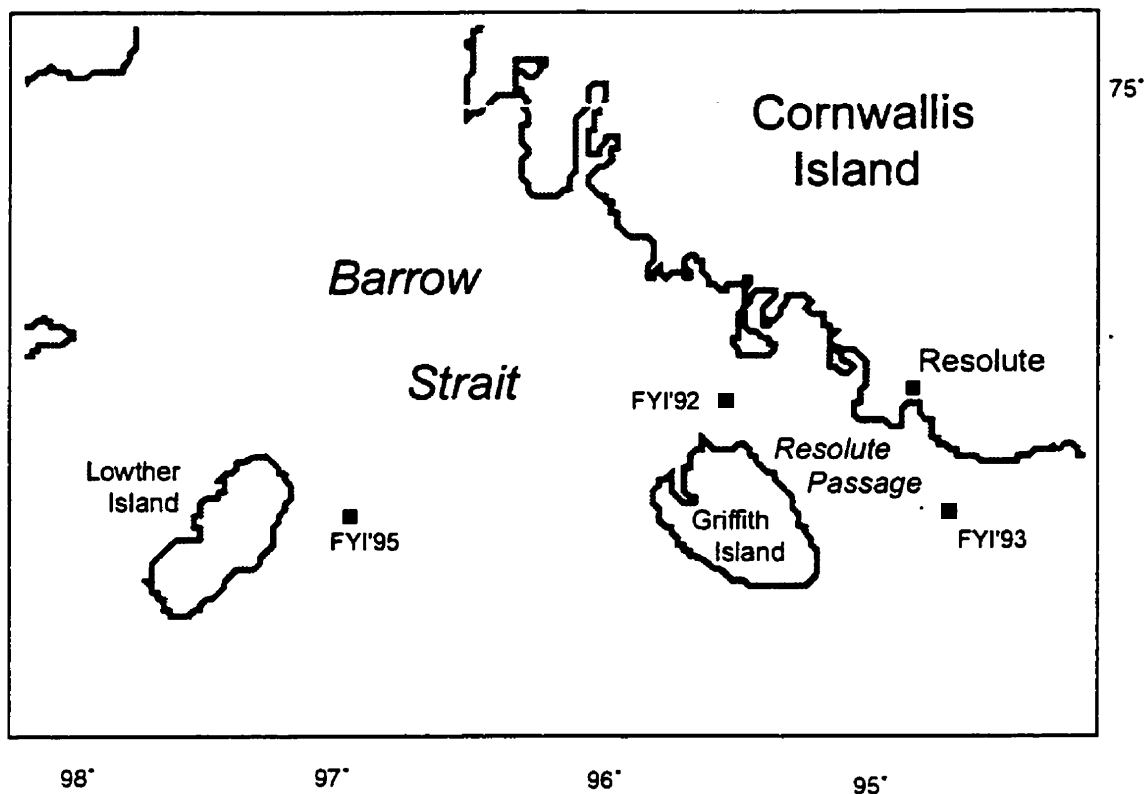 75°
Cornwallis
Island
Barrow
Strait
Resolute
FYI'92
Resolute
Passage
Lowther
Island
Griffith
Island
FYI'95
FYI'93
98°
97°
96°
95°